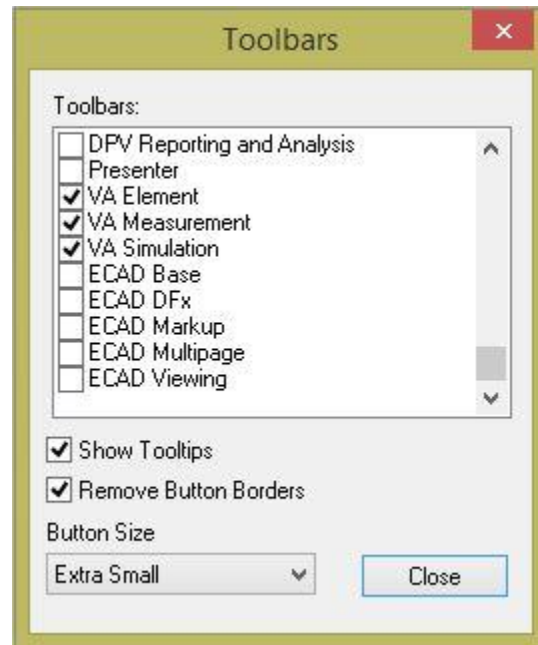 Toolbars
Toolbars:
DPV Reporting and Analysis
Presenter
VA Element
VA Measurement
VA Simulation
ECAD Base
ECAD DFx
ECAD Markup
ECAD Multipage
ECAD Viewing
Show Tooltips
Remove Button Borders
Button Size
Extra Small
Close